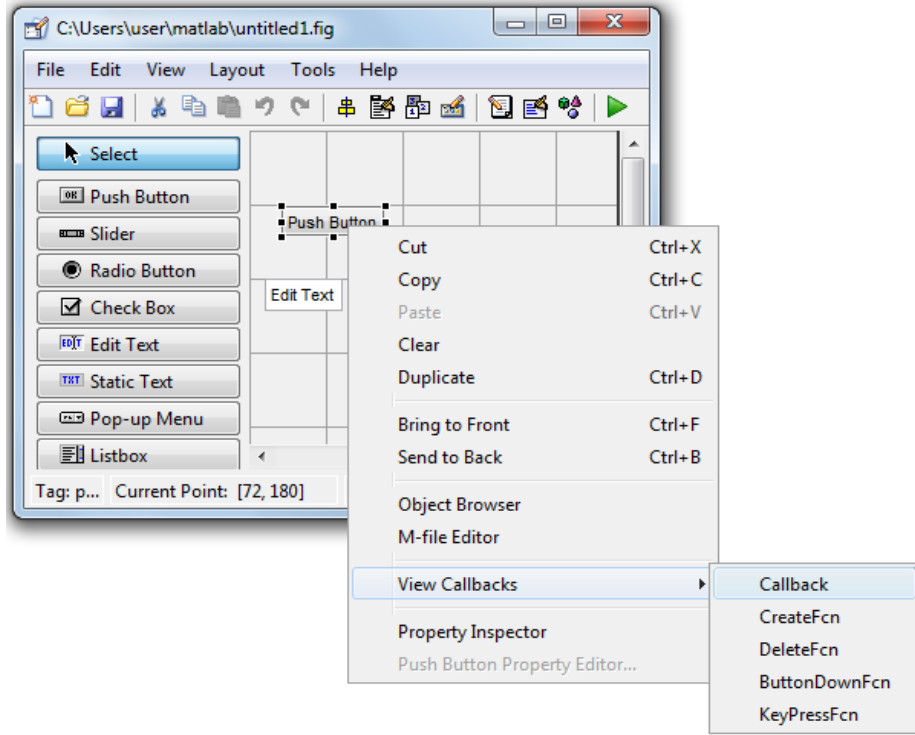 C:\Users\user\matlab\untitled1.fig
File Edit View Layout Tools Help
Select
OK Push Button
Slider
Radio Button
Check Box
EDIT Edit Text
TXT Static Text
Pop-up Menu
Listbox
Push Button
Edit Text
Tag: p... Current Point: [72, 180]
Cut Ctrl+X
Copy Ctrl+C
Paste Ctrl+V
Clear
Duplicate Ctrl+D
Bring to Front Ctrl+F
Send to Back Ctrl+B
Object Browser
M-file Editor
View Callbacks
Property Inspector
Push Button Property Editor...
Callback
CreateFcn
DeleteFcn
ButtonDownFcn
KeyPressFcn